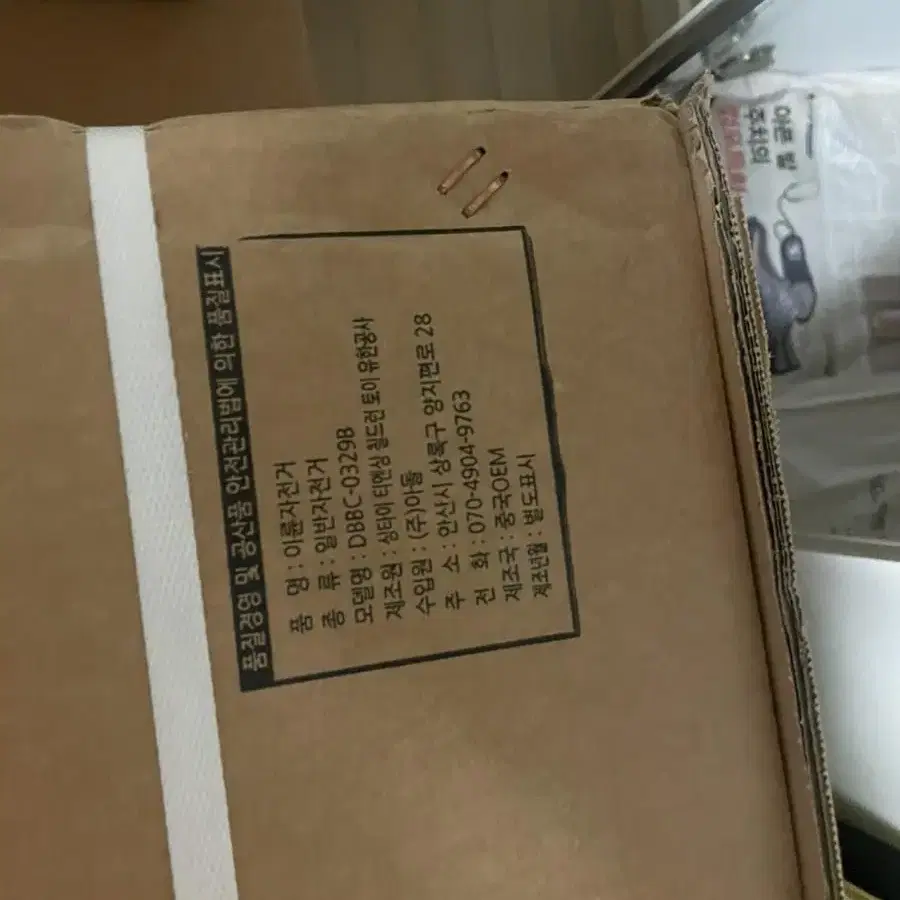 품질경영 및 공산품 안전관리법에 의한 품질표시
품 명 : 이륜자전거
종 류 : 일반자전거
모델명 : DBBC-0329B
제조원 : 싱타이 티엔싱 칠드런 토이 유한공사
수입원 : (주)아들
주 소 : 안산시 상록구 양지편로 28
전 화 : 070-4904-9763
제조국 : 중국OEM
제조년월 : 별도표시